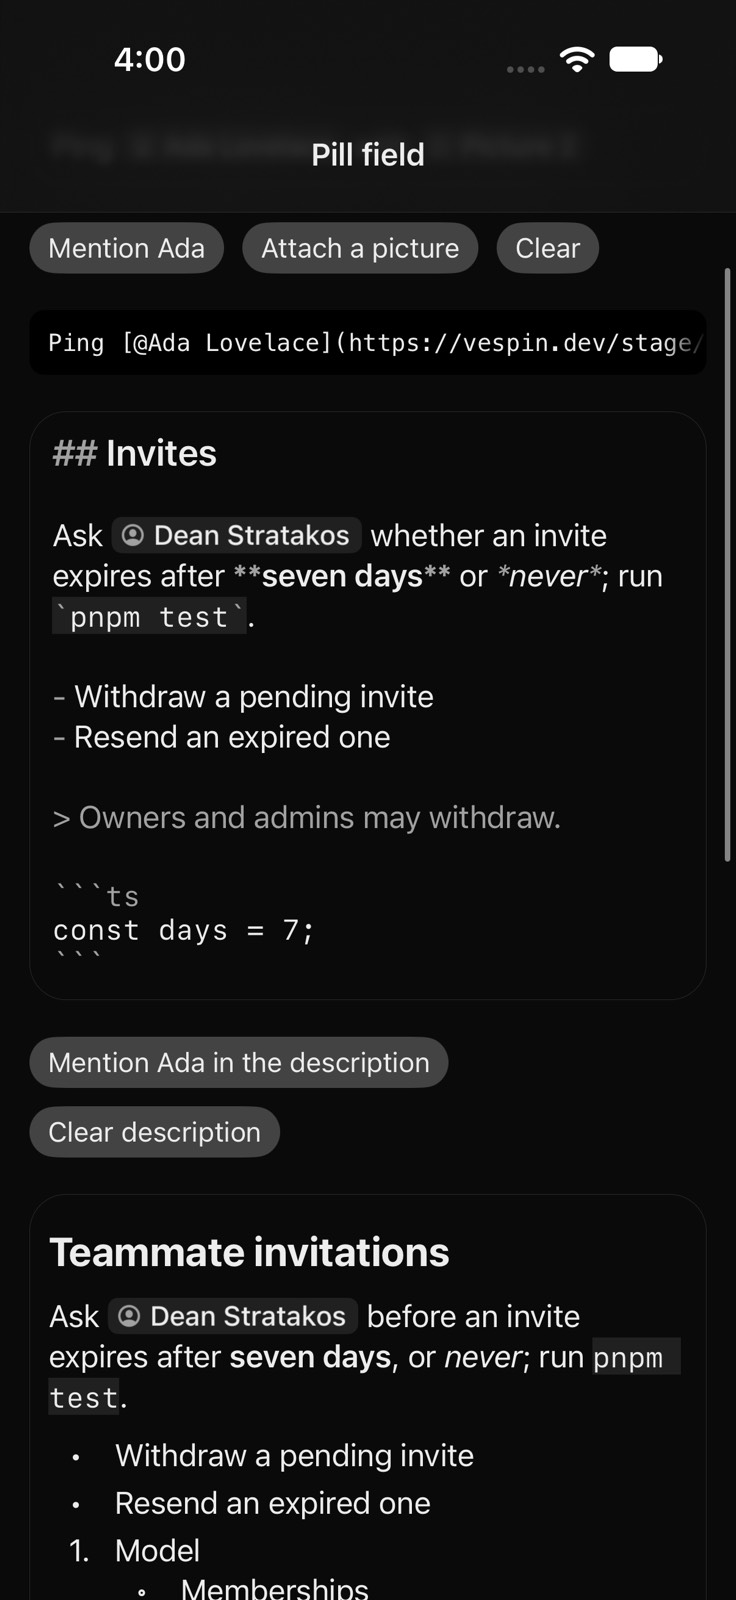 4:00
Pill field
Mention Ada
Attach a picture
Clear
Ping [@Ada Lovelace](https://vespin.dev/stage/
## Invites
Ask Dean Stratakos whether an invite
expires after **seven days** or *never*; run
`pnpm test`.
- Withdraw a pending invite
- Resend an expired one
> Owners and admins may withdraw.
```ts
const days = 7;
```
Mention Ada in the description
Clear description
Teammate invitations
Ask Dean Stratakos before an invite
expires after seven days, or never; run pnpm
test.
• Withdraw a pending invite
• Resend an expired one
1. Model
◦ Memberships